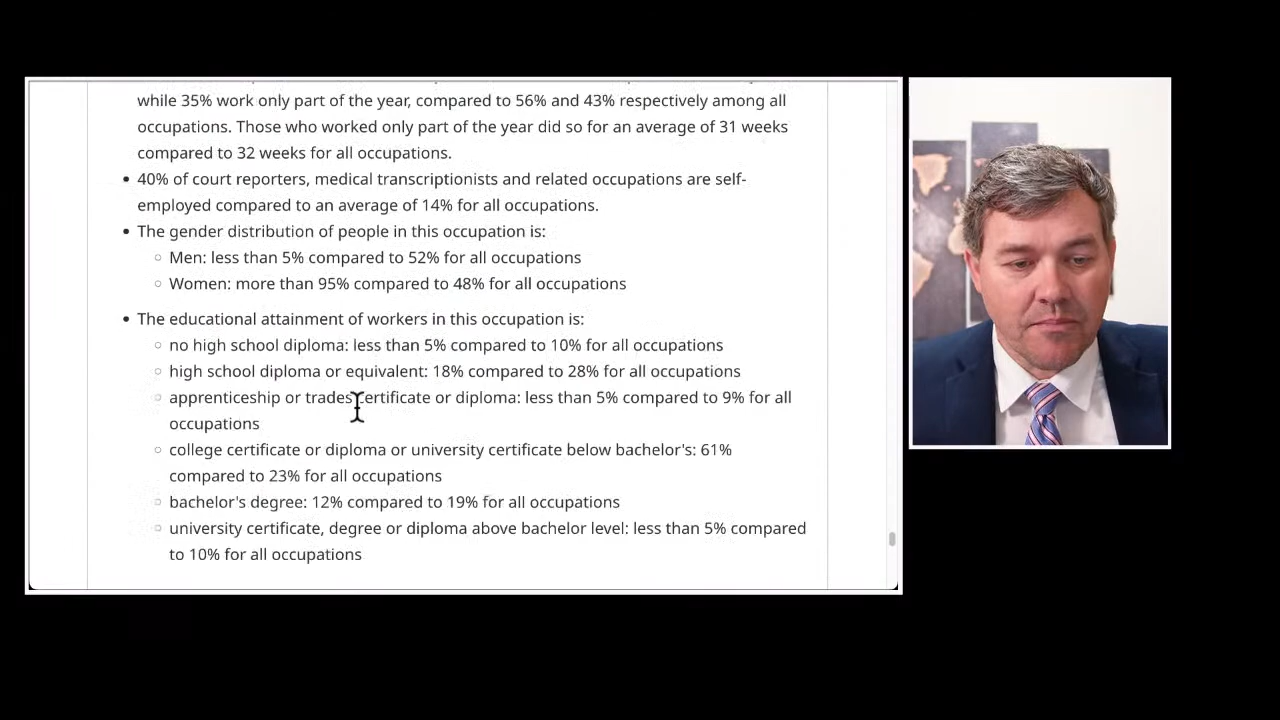 while 35% work only part of the year, compared to 56% and 43% respectively among all
occupations. Those who worked only part of the year did so for an average of 31 weeks
compared to 32 weeks for all occupations.
• 40% of court reporters, medical transcriptionists and related occupations are self-
employed compared to an average of 14% for all occupations.
• The gender distribution of people in this occupation is:
○ Men: less than 5% compared to 52% for all occupations
○ Women: more than 95% compared to 48% for all occupations
• The educational attainment of workers in this occupation is:
○ no high school diploma: less than 5% compared to 10% for all occupations
○ high school diploma or equivalent: 18% compared to 28% for all occupations
○ apprenticeship or trades certificate or diploma: less than 5% compared to 9% for all
occupations
○ college certificate or diploma or university certificate below bachelor's: 61%
compared to 23% for all occupations
○ bachelor's degree: 12% compared to 19% for all occupations
○ university certificate, degree or diploma above bachelor level: less than 5% compared
to 10% for all occupations